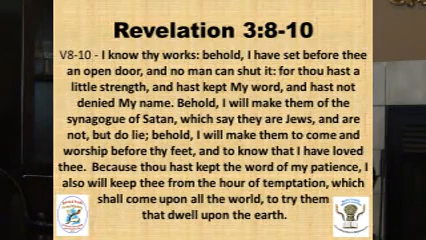 Revelation 3:8-10
V8-10 - I know thy works: behold, I have set before thee
an open door, and no man can shut it: for thou hast a
little strength, and hast kept My word, and hast not
denied My name. Behold, I will make them of the
synagogue of Satan, which say they are Jews, and are
not, but do lie; behold, I will make them to come and
worship before thy feet, and to know that I have loved
thee. Because thou hast kept the word of my patience, I
also will keep thee from the hour of temptation, which
shall come upon all the world, to try them
that dwell upon the earth.